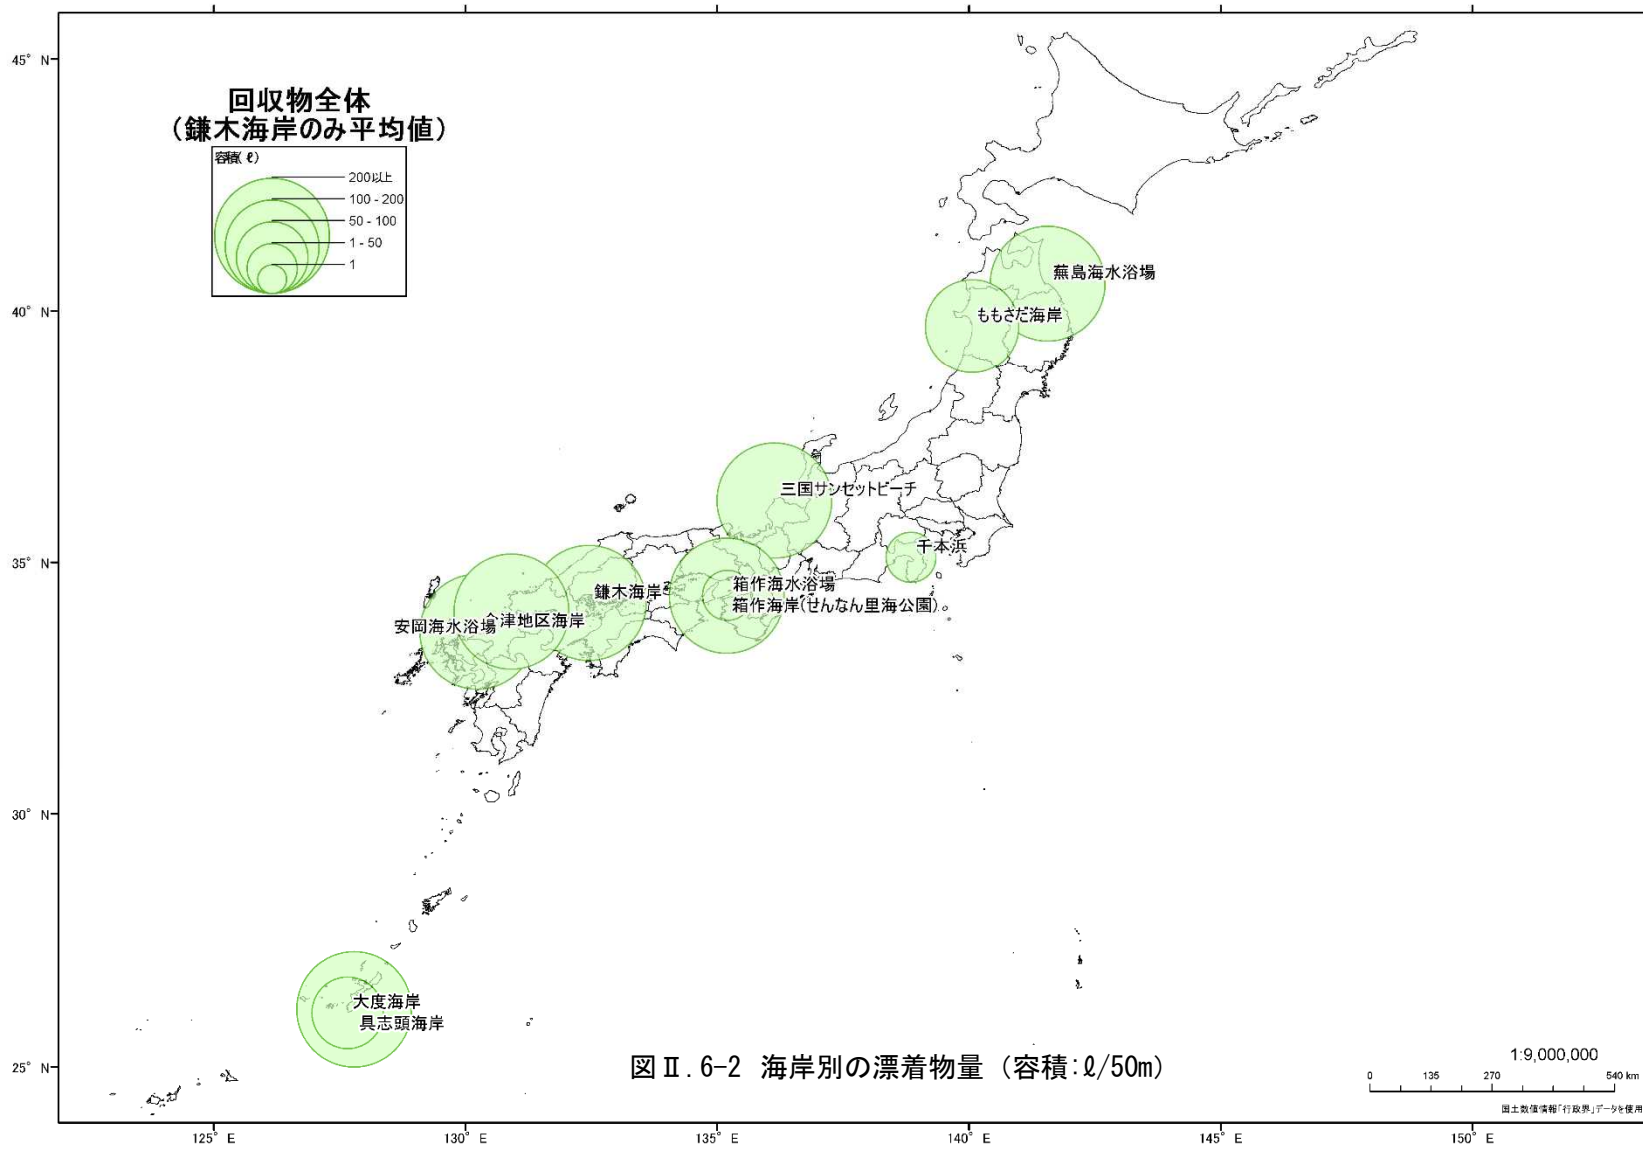 45° N
40° N
35° N
30° N
25° N
回収物全体
(鎌木海岸のみ平均値)
容積(ℓ)
200以上
100 - 200
50 - 100
1 - 50
1
蕪島海水浴場
ももさだ海岸
三国サンセットビーチ
千本浜
箱作海水浴場
箱作海岸(せんなん里海公園)。
鎌木海岸
津地区海岸
安岡海水浴場
大度海岸
具志頭海岸
図Ⅱ.6-2 海岸別の漂着物量 (容積:ℓ/50m)
1:9,000,000
0 135 270 540 km
国土数値情報「行政界」データを使用
125° E
130° E
135° E
140° E
145° E
150° E